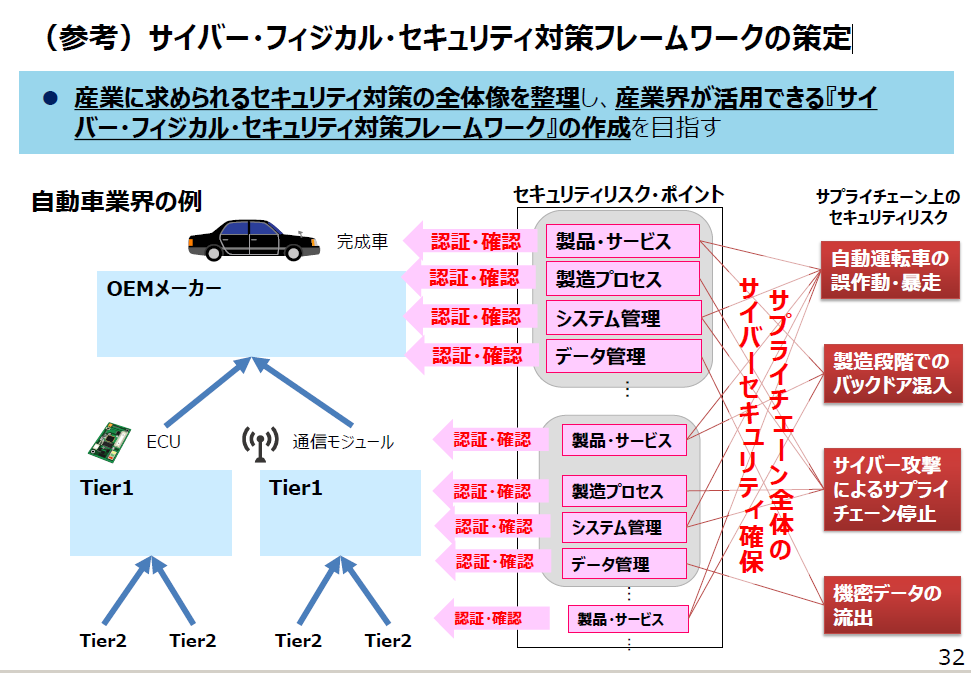 （参考）サイバー・フィジカル・セキュリティ対策フレームワークの策定
● 産業に求められるセキュリティ対策の全体像を整理し、産業界が活用できる『サイ
バー・フィジカル・セキュリティ対策フレームワーク』の作成を目指す
自動車業界の例
完成車
OEMメーカー
ECU
通信モジュール
Tier1
Tier1
Tier2
Tier2
Tier2
Tier2
セキュリティリスク・ポイント
認証・確認
製品・サービス
認証・確認
製造プロセス
認証・確認
システム管理
認証・確認
データ管理
⋮
認証・確認
製品・サービス
認証・確認
製造プロセス
認証・確認
システム管理
認証・確認
データ管理
⋮
認証・確認
製品・サービス
⋮
サプライチェーン全体の
サイバーセキュリティ確保
サプライチェーン上の
セキュリティリスク
自動運転車の
誤作動・暴走
製造段階での
バックドア混入
サイバー攻撃
によるサプライ
チェーン停止
機密データの
流出
32